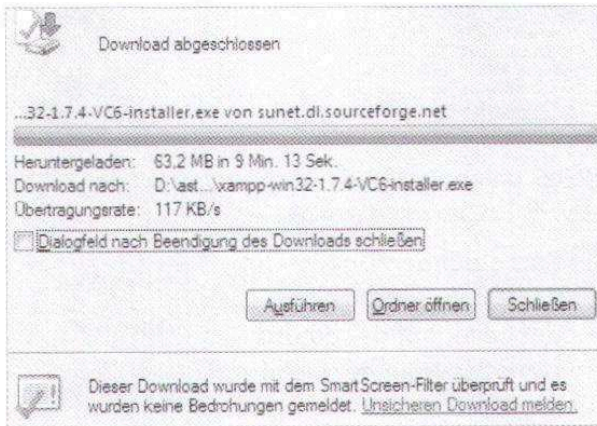 Download abgeschlossen
...32-1.7.4-VC6-installer.exe von sunet.dl.sourceforge.net
Heruntergeladen: 63,2 MB in 9 Min. 13 Sek.
Download nach: D:\ast...\xampp-win32-1.7.4-VC6-installer.exe
Übertragungsrate: 117 KB/s
Dialogfeld nach Beendigung des Downloads schließen
Ausführen Ordner öffnen Schließen
Dieser Download wurde mit dem SmartScreen-Filter überprüft und es
wurden keine Bedrohungen gemeldet. Unsicheren Download melden.